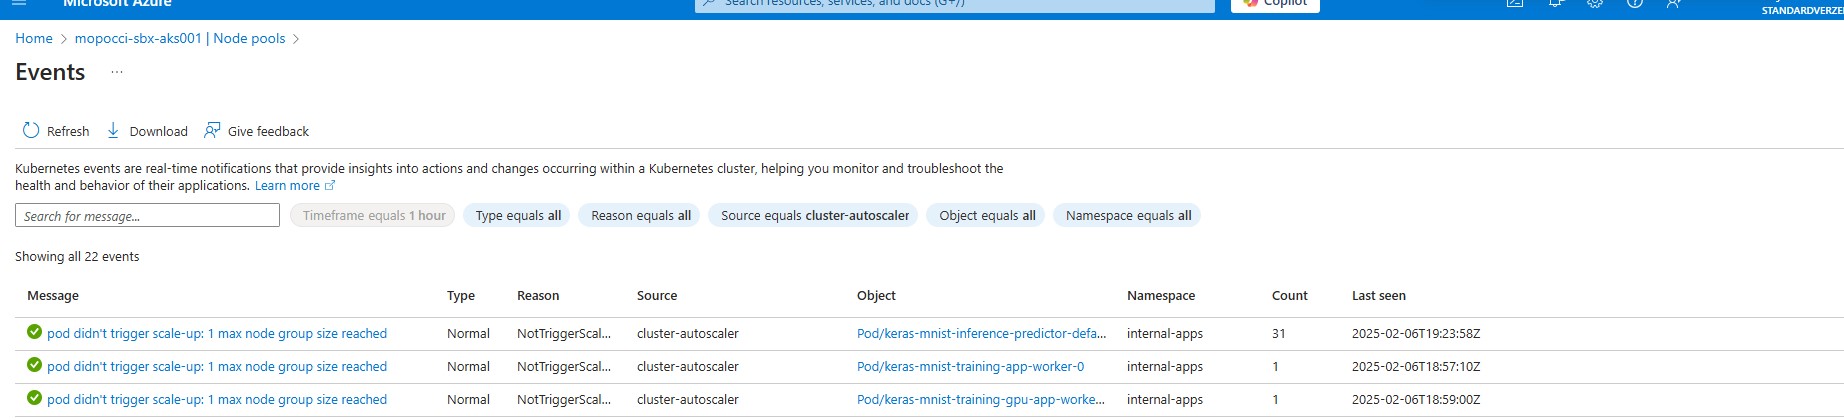 Microsoft Azure
Search resources, services, and docs (G+/)
Copilot
STANDARDVERZE
Home > mopocci-sbx-aks001 | Node pools >
Events ...
Refresh Download Give feedback
Kubernetes events are real-time notifications that provide insights into actions and changes occurring within a Kubernetes cluster, helping you monitor and troubleshoot the
health and behavior of their applications. Learn more
Search for message... Timeframe equals 1 hour Type equals all Reason equals all Source equals cluster-autoscaler Object equals all Namespace equals all
Showing all 22 events
Message Type Reason Source Object Namespace Count Last seen
pod didn't trigger scale-up: 1 max node group size reached Normal NotTriggerScal... cluster-autoscaler Pod/keras-mnist-inference-predictor-defa... internal-apps 31 2025-02-06T19:23:58Z
pod didn't trigger scale-up: 1 max node group size reached Normal NotTriggerScal... cluster-autoscaler Pod/keras-mnist-training-app-worker-0 internal-apps 1 2025-02-06T18:57:10Z
pod didn't trigger scale-up: 1 max node group size reached Normal NotTriggerScal... cluster-autoscaler Pod/keras-mnist-training-gpu-app-worke... internal-apps 1 2025-02-06T18:59:00Z